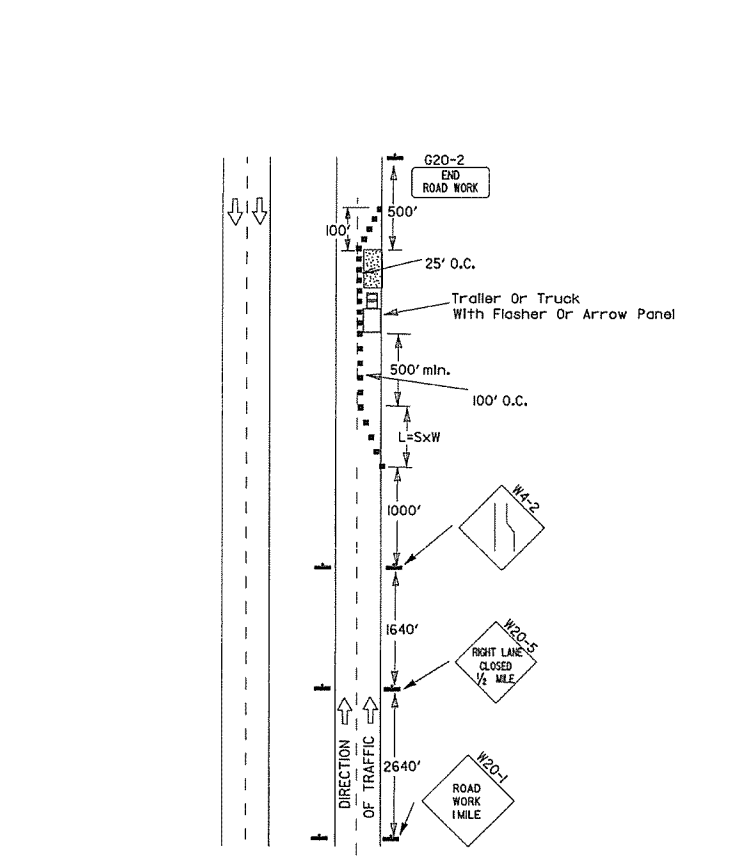 G20-2
END
ROAD WORK
500'
100'
25' O.C.
Trailer Or Truck
With Flasher Or Arrow Panel
500' min.
100' O.C.
L=SxW
1000'
W4-2
1640'
W20-5
RIGHT LANE
CLOSED
1/2 MILE
DIRECTION
OF TRAFFIC
2640'
W20-1
ROAD
WORK
1 MILE